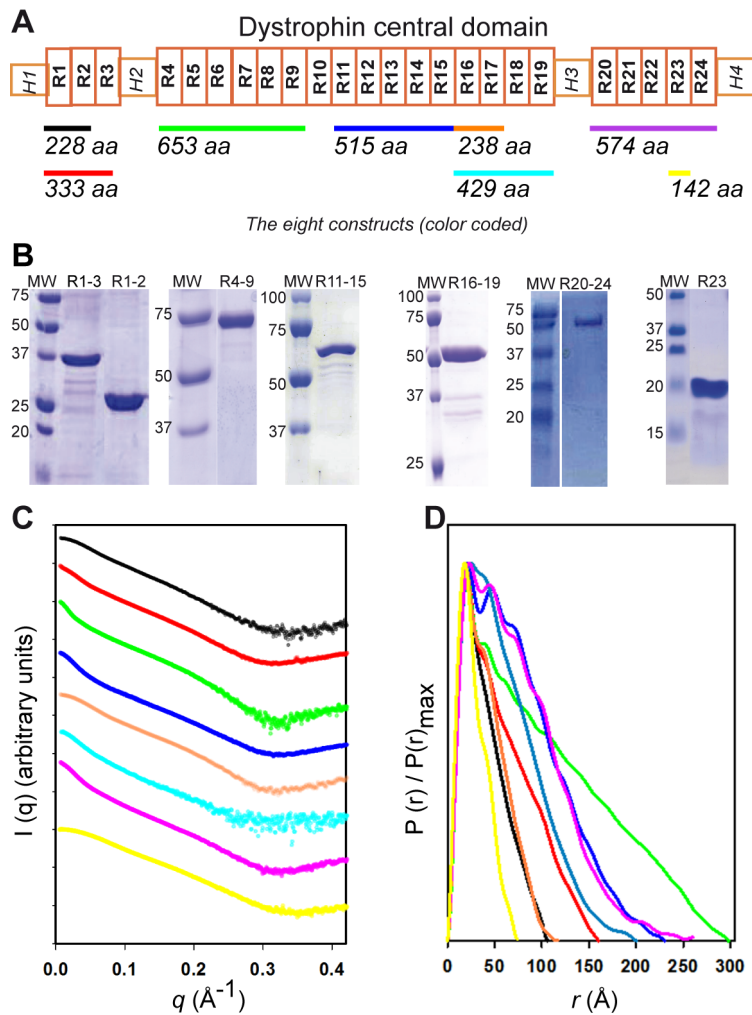 A
Dystrophin central domain
H1 R1 R2 R3 H2 R4 R5 R6 R7 R8 R9 R10 R11 R12 R13 R14 R15 R16 R17 R18 R19 H3 R20 R21 R22 R23 R24 H4
228 aa 653 aa 515 aa 238 aa 574 aa
333 aa 429 aa 142 aa
The eight constructs (color coded)
B
MW R1-3 R1-2
75
50
37
25
20
MW R4-9
75
50
37
MW R11-15
100
75
50
37
MW R16-19
100
75
50
37
25
MW R20-24
75
50
37
25
20
MW R23
50
37
25
20
15
C
I (q) (arbitrary units)
0.0 0.1 0.2 0.3 0.4
q (Å-1)
D
P (r) / P(r)max
0 50 100 150 200 250 300
r (Å)